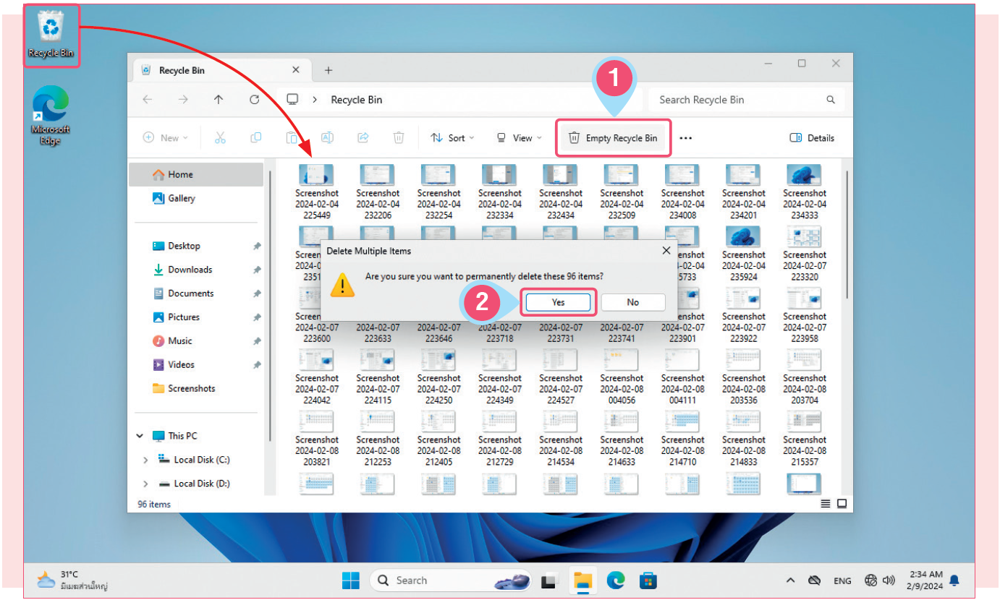 Recycle Bin
Microsoft
Edge
Recycle Bin
1
Recycle Bin
Search Recycle Bin
New
Sort
View
Empty Recycle Bin
Details
Home
Gallery
Desktop
Downloads
Documents
Pictures
Music
Videos
Screenshots
This PC
Local Disk (C:)
Local Disk (D:)
96 items
Screenshot Screenshot Screenshot Screenshot Screenshot Screenshot Screenshot Screenshot Screenshot
2024-02-04 2024-02-04 2024-02-04 2024-02-04 2024-02-04 2024-02-04 2024-02-04 2024-02-04 2024-02-04
225449 232206 232254 232334 232434 232509 234008 234201 234333
Screen enshot Screenshot Screenshot
2024-0 -02-04 2024-02-04 2024-02-07
2351 5733 235924 223320
Delete Multiple Items
Are you sure you want to permanently delete these 96 items?
2
Yes No
Screen enshot Screenshot Screenshot
2024-02-07 2024-02-07 2024-02-07 2024-02-07 2024-02-07 2024-02-07 2024-02-07 2024-02-07 2024-02-07
223600 223633 223646 223718 223731 223741 223901 223922 223958
Screenshot Screenshot Screenshot Screenshot Screenshot Screenshot Screenshot Screenshot Screenshot
2024-02-07 2024-02-07 2024-02-07 2024-02-07 2024-02-07 2024-02-08 2024-02-08 2024-02-08 2024-02-08
224042 224115 224250 224349 224527 004056 004111 203536 203704
Screenshot Screenshot Screenshot Screenshot Screenshot Screenshot Screenshot Screenshot Screenshot
2024-02-08 2024-02-08 2024-02-08 2024-02-08 2024-02-08 2024-02-08 2024-02-08 2024-02-08 2024-02-08
203821 212253 212405 212729 214534 214633 214710 214833 215357
31°C
มีเมฆส่วนใหญ่
Search
ENG
2:34 AM
2/9/2024